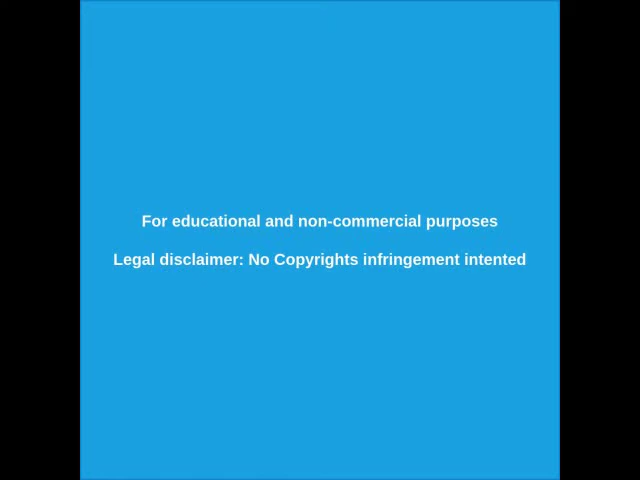 For educational and non-commercial purposes
Legal disclaimer: No Copyrights infringement intented